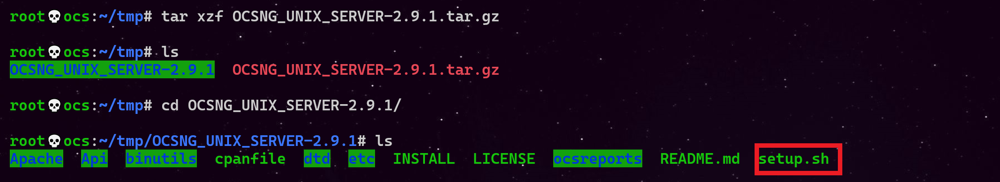 root💀ocs:~/tmp# tar xzf OCSNG_UNIX_SERVER-2.9.1.tar.gz
root💀ocs:~/tmp# ls
OCSNG_UNIX_SERVER-2.9.1  OCSNG_UNIX_SERVER-2.9.1.tar.gz
root💀ocs:~/tmp# cd OCSNG_UNIX_SERVER-2.9.1/
root💀ocs:~/tmp/OCSNG_UNIX_SERVER-2.9.1# ls
Apache  Api  binutils  cpanfile  dtd  etc  INSTALL  LICENSE  ocsreports  README.md  setup.sh